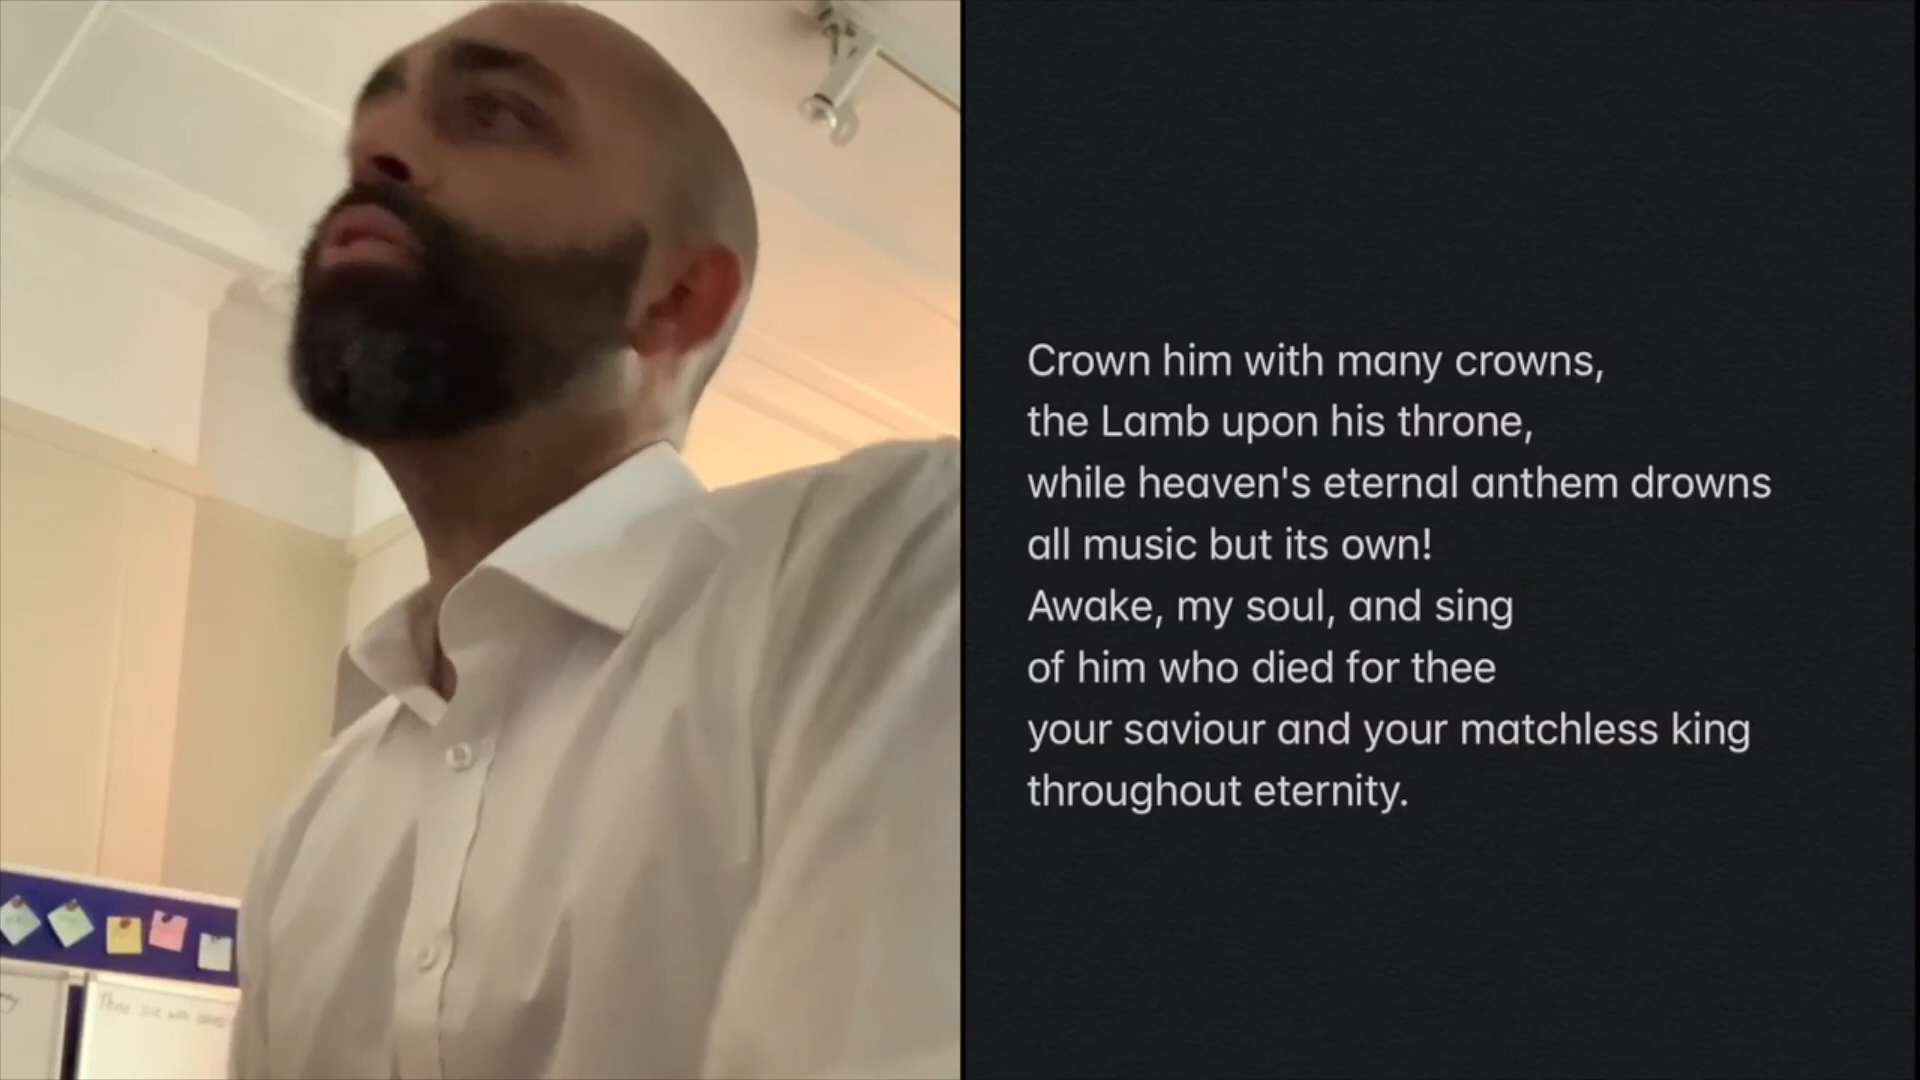 Crown him with many crowns,
the Lamb upon his throne,
while heaven's eternal anthem drowns
all music but its own!
Awake, my soul, and sing
of him who died for thee
your saviour and your matchless king
throughout eternity.